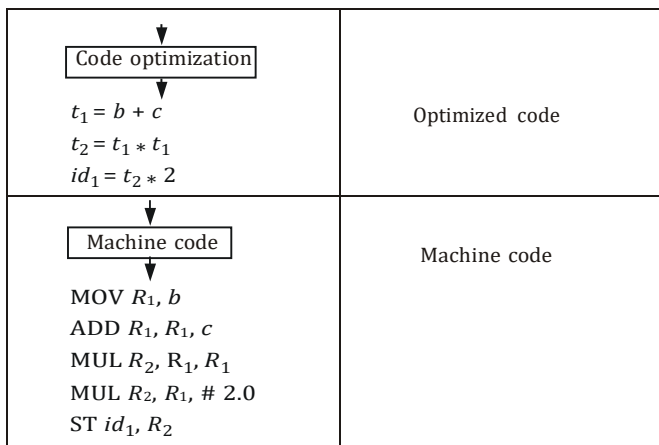 Code optimization
t₁ = b + c
t₂ = t₁ * t₁
id₁ = t₂ * 2
Optimized code
Machine code
MOV R₁, b
ADD R₁, R₁, c
MUL R₂, R₁, R₁
MUL R₂, R₁, # 2.0
ST id₁, R₂
Machine code